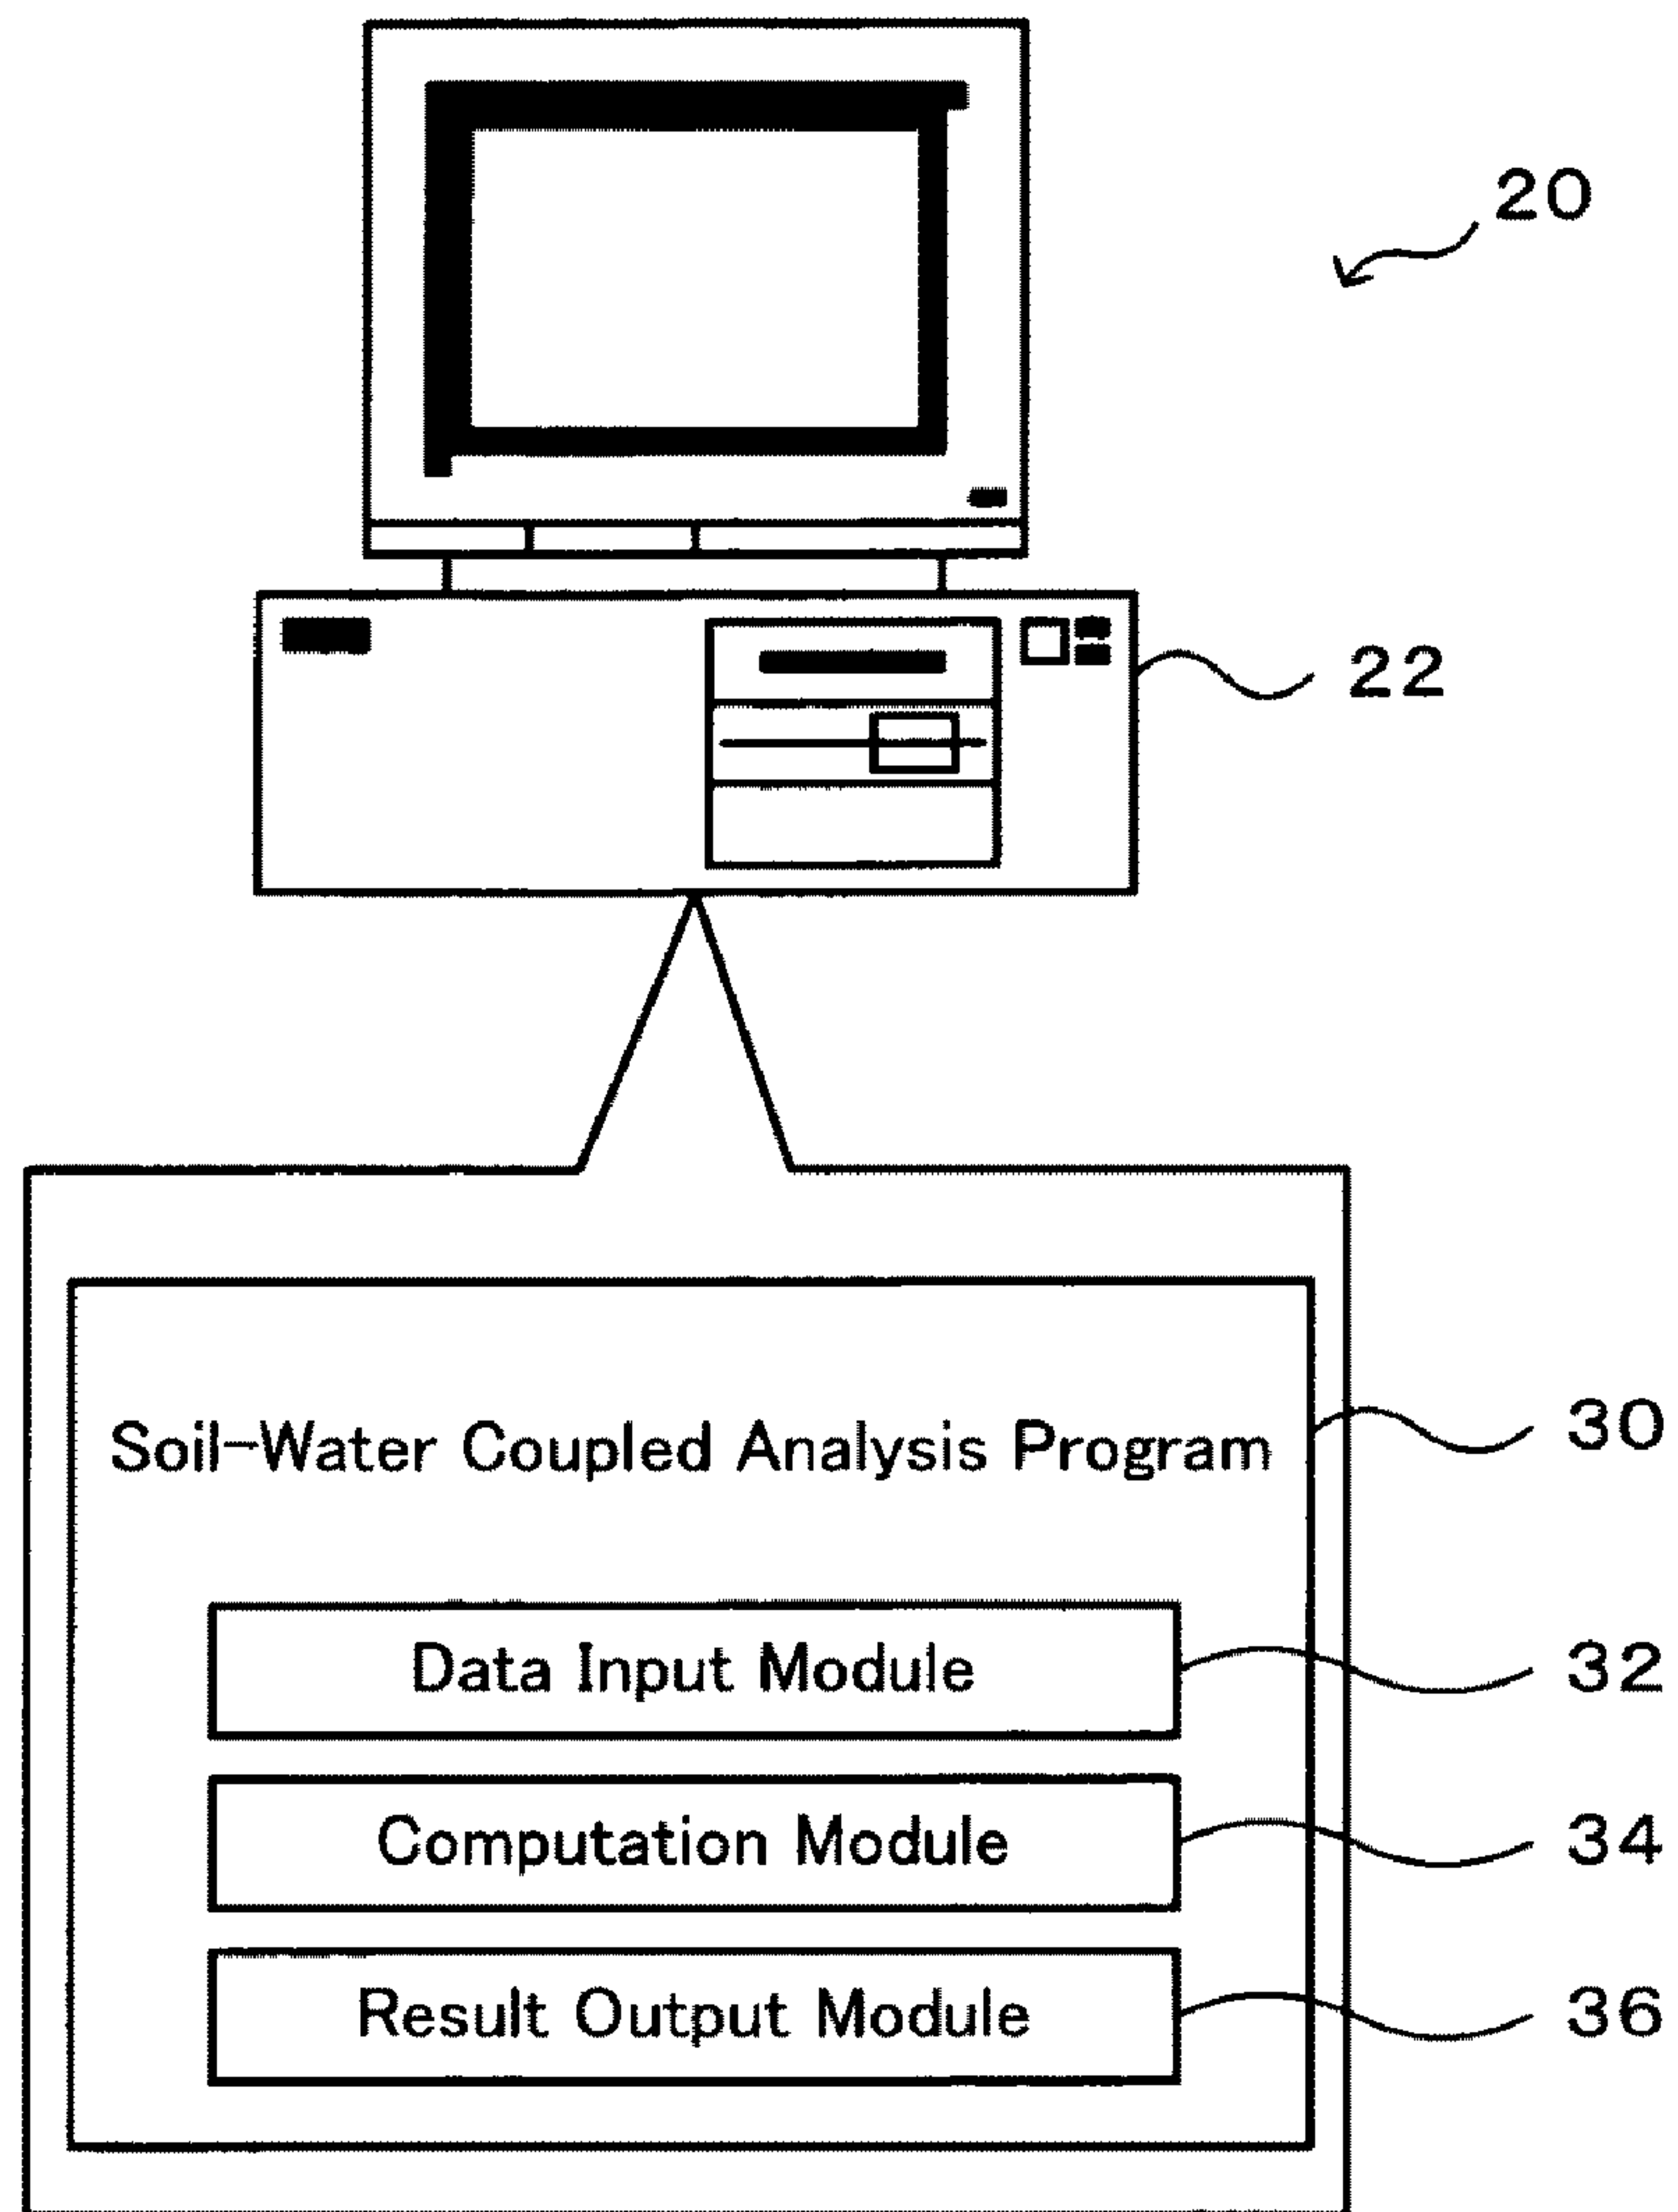 20
22
Soil-Water Coupled Analysis Program
30
Data Input Module
32
Computation Module
34
Result Output Module
36